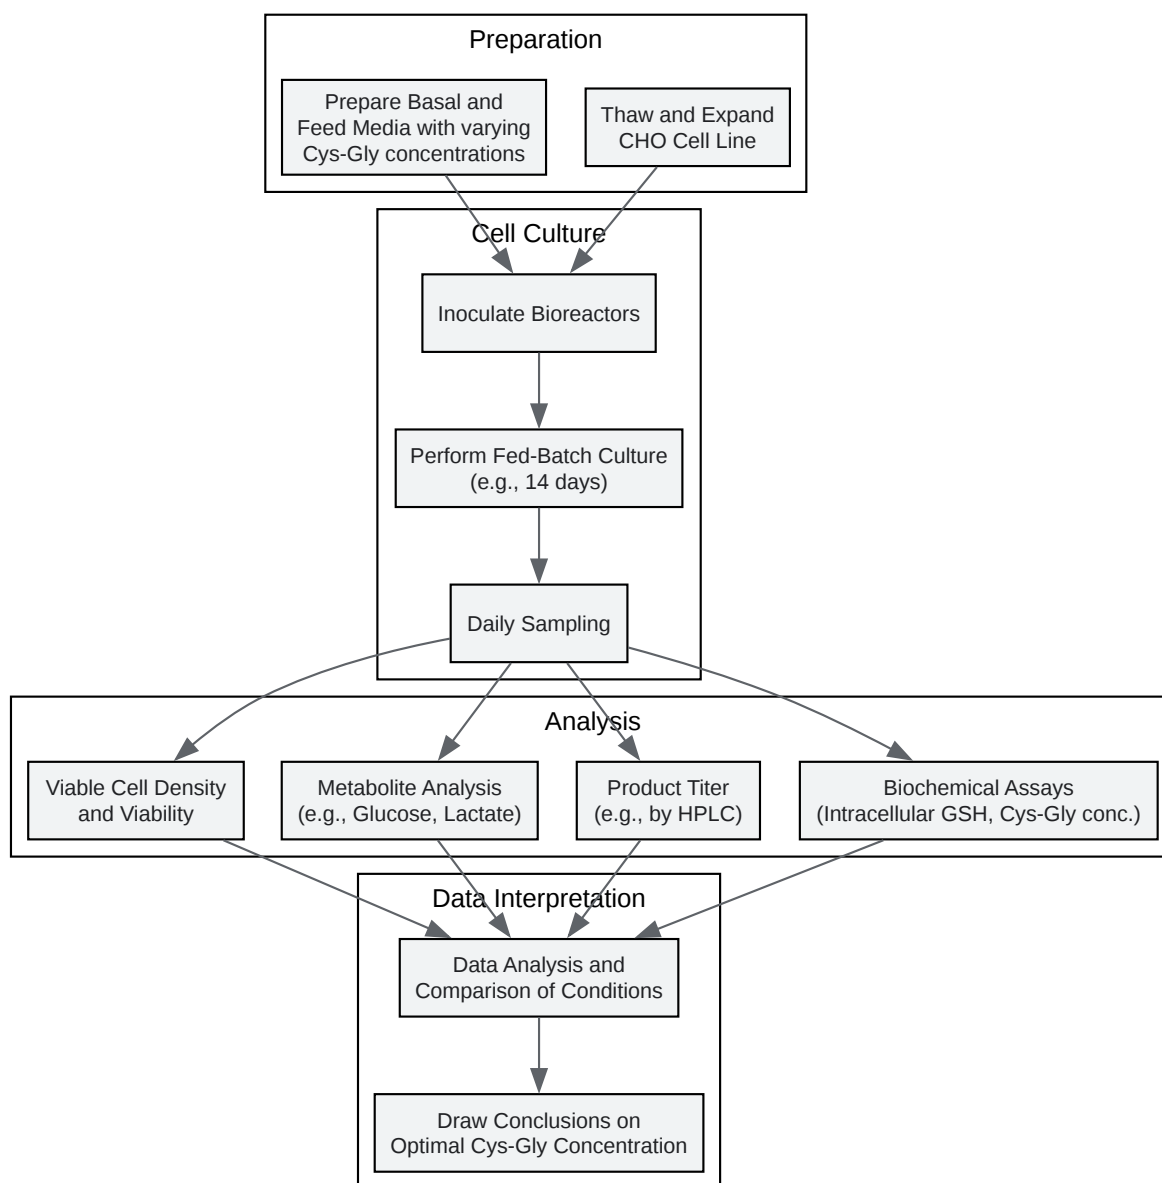 Preparation
Prepare Basal and
Feed Media with varying
Cys-Gly concentrations
Thaw and Expand
CHO Cell Line
Cell Culture
Inoculate Bioreactors
Perform Fed-Batch Culture
(e.g., 14 days)
Daily Sampling
Analysis
Viable Cell Density
and Viability
Metabolite Analysis
(e.g., Glucose, Lactate)
Product Titer
(e.g., by HPLC)
Biochemical Assays
(Intracellular GSH, Cys-Gly conc.)
Data Interpretation
Data Analysis and
Comparison of Conditions
Draw Conclusions on
Optimal Cys-Gly Concentration